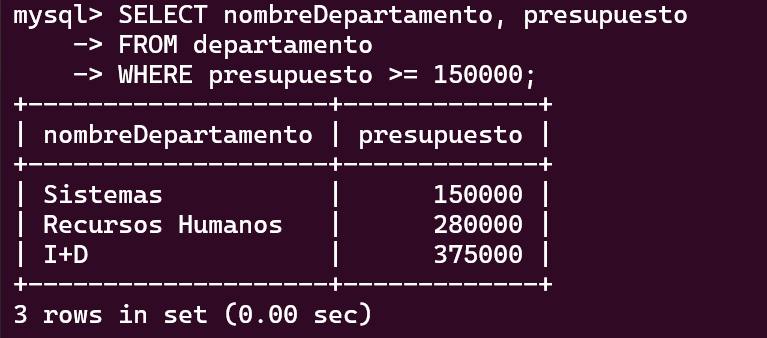 mysql> SELECT nombreDepartamento, presupuesto
    -> FROM departamento
    -> WHERE presupuesto >= 150000;
+--------------------+-------------+
| nombreDepartamento | presupuesto |
+--------------------+-------------+
| Sistemas           |      150000 |
| Recursos Humanos   |      280000 |
| I+D                |      375000 |
+--------------------+-------------+
3 rows in set (0.00 sec)